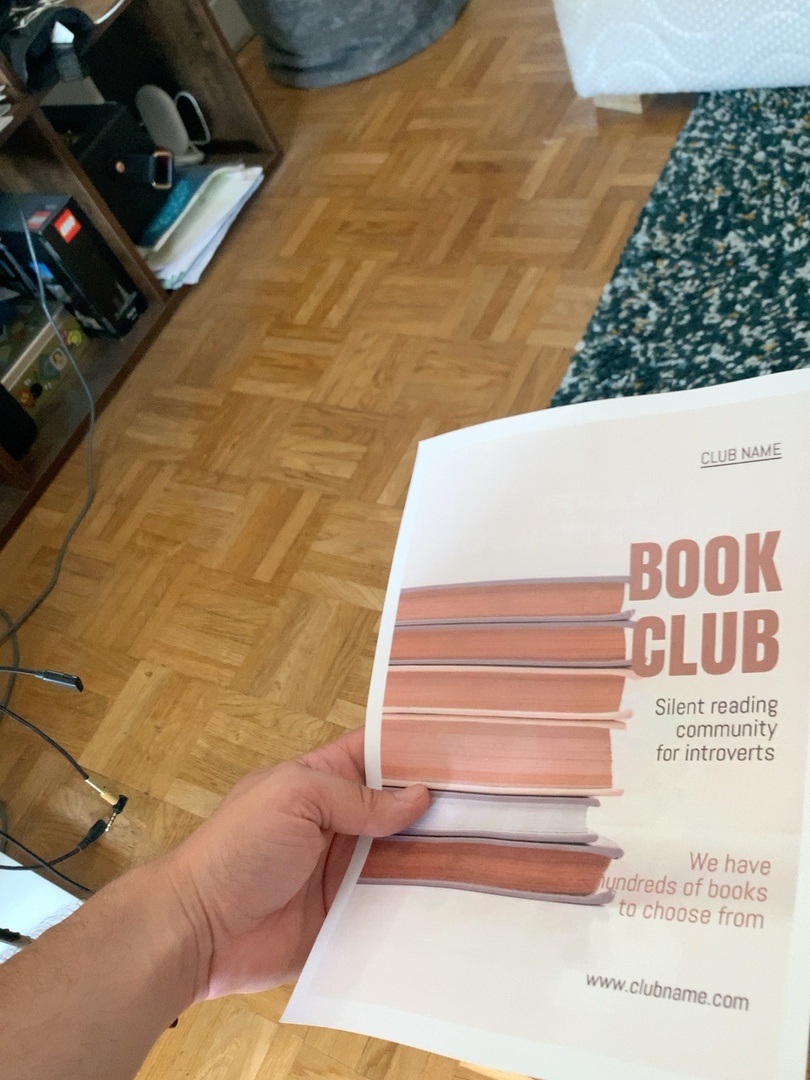 CLUB NAME
BOOK
CLUB
Silent reading
community
for introverts
We have
hundreds of books
to choose from
www.clubname.com